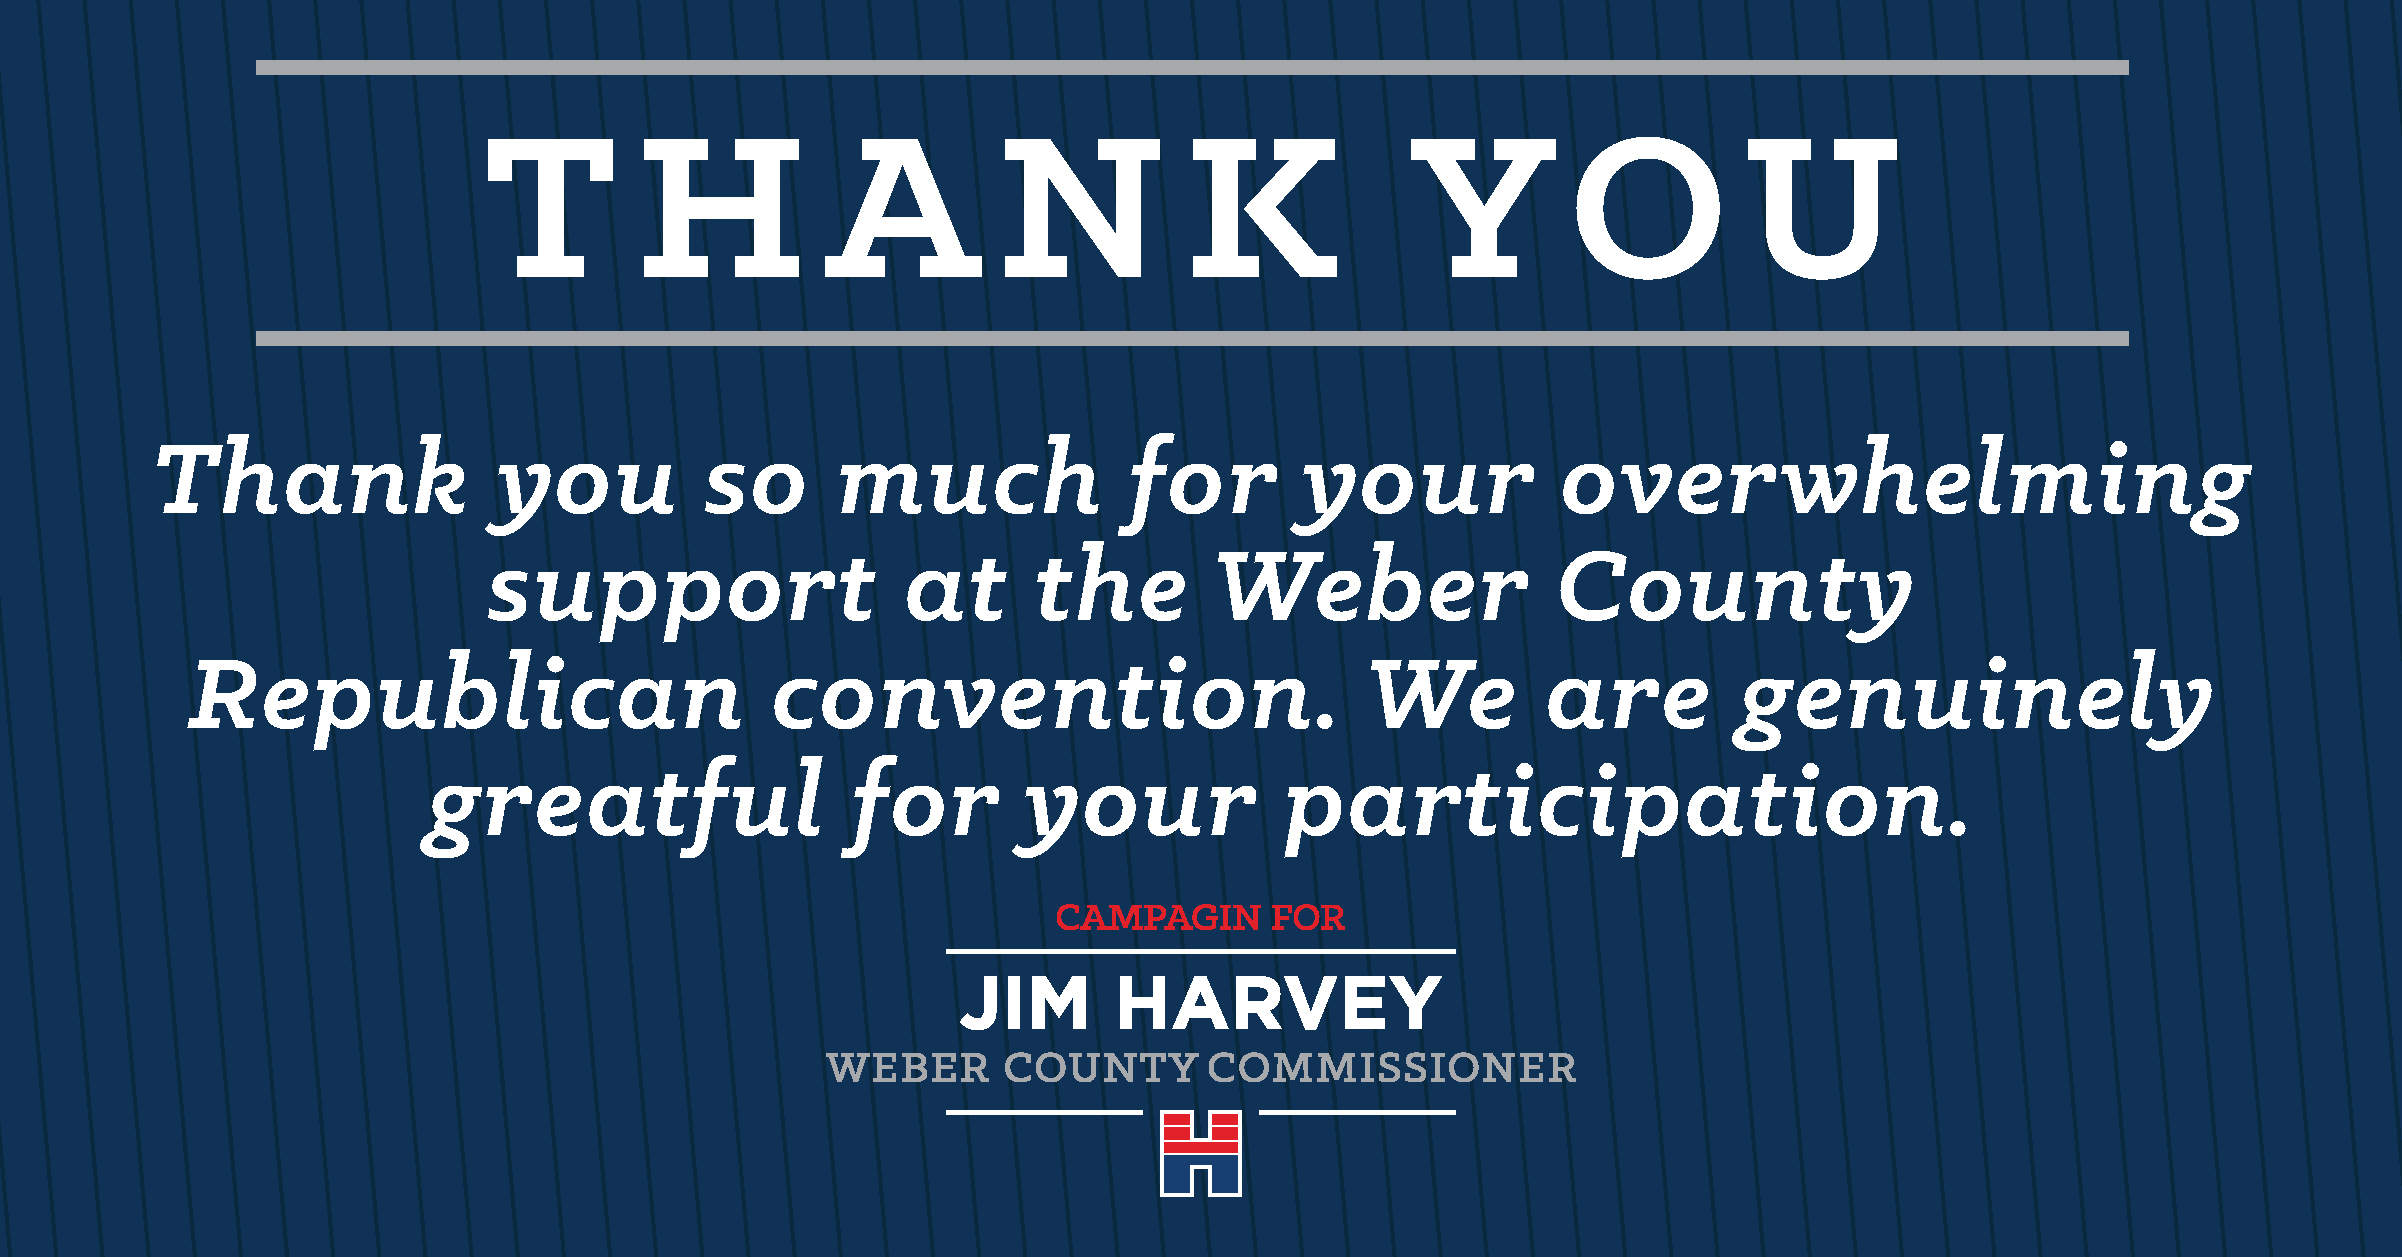 THANK YOU
Thank you so much for your overwhelming
support at the Weber County
Republican convention. We are genuinely
greatful for your participation.
CAMPAGIN FOR
JIM HARVEY
WEBER COUNTY COMMISSIONER
H